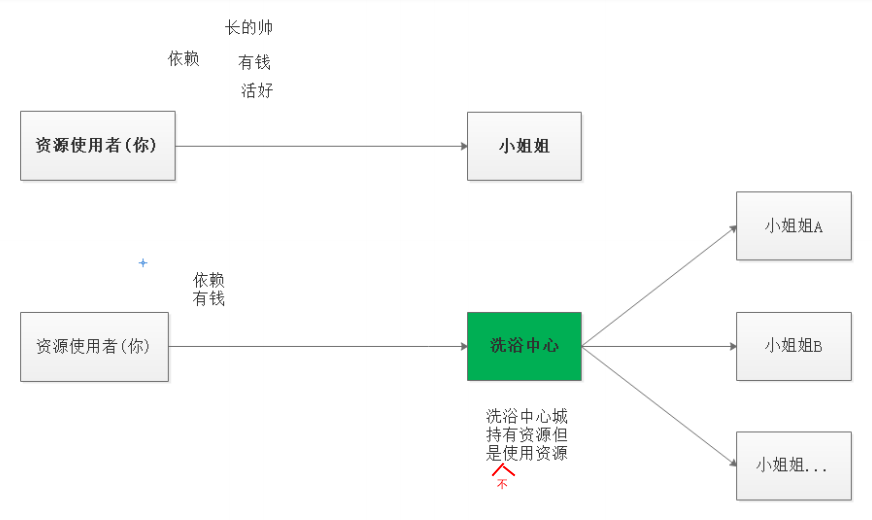 长的帅
依赖
有钱
活好
资源使用者(你)
小姐姐
小姐姐A
依赖
有钱
资源使用者(你)
洗浴中心
小姐姐B
洗浴中心城
持有资源但
是使用资源
不
小姐姐...